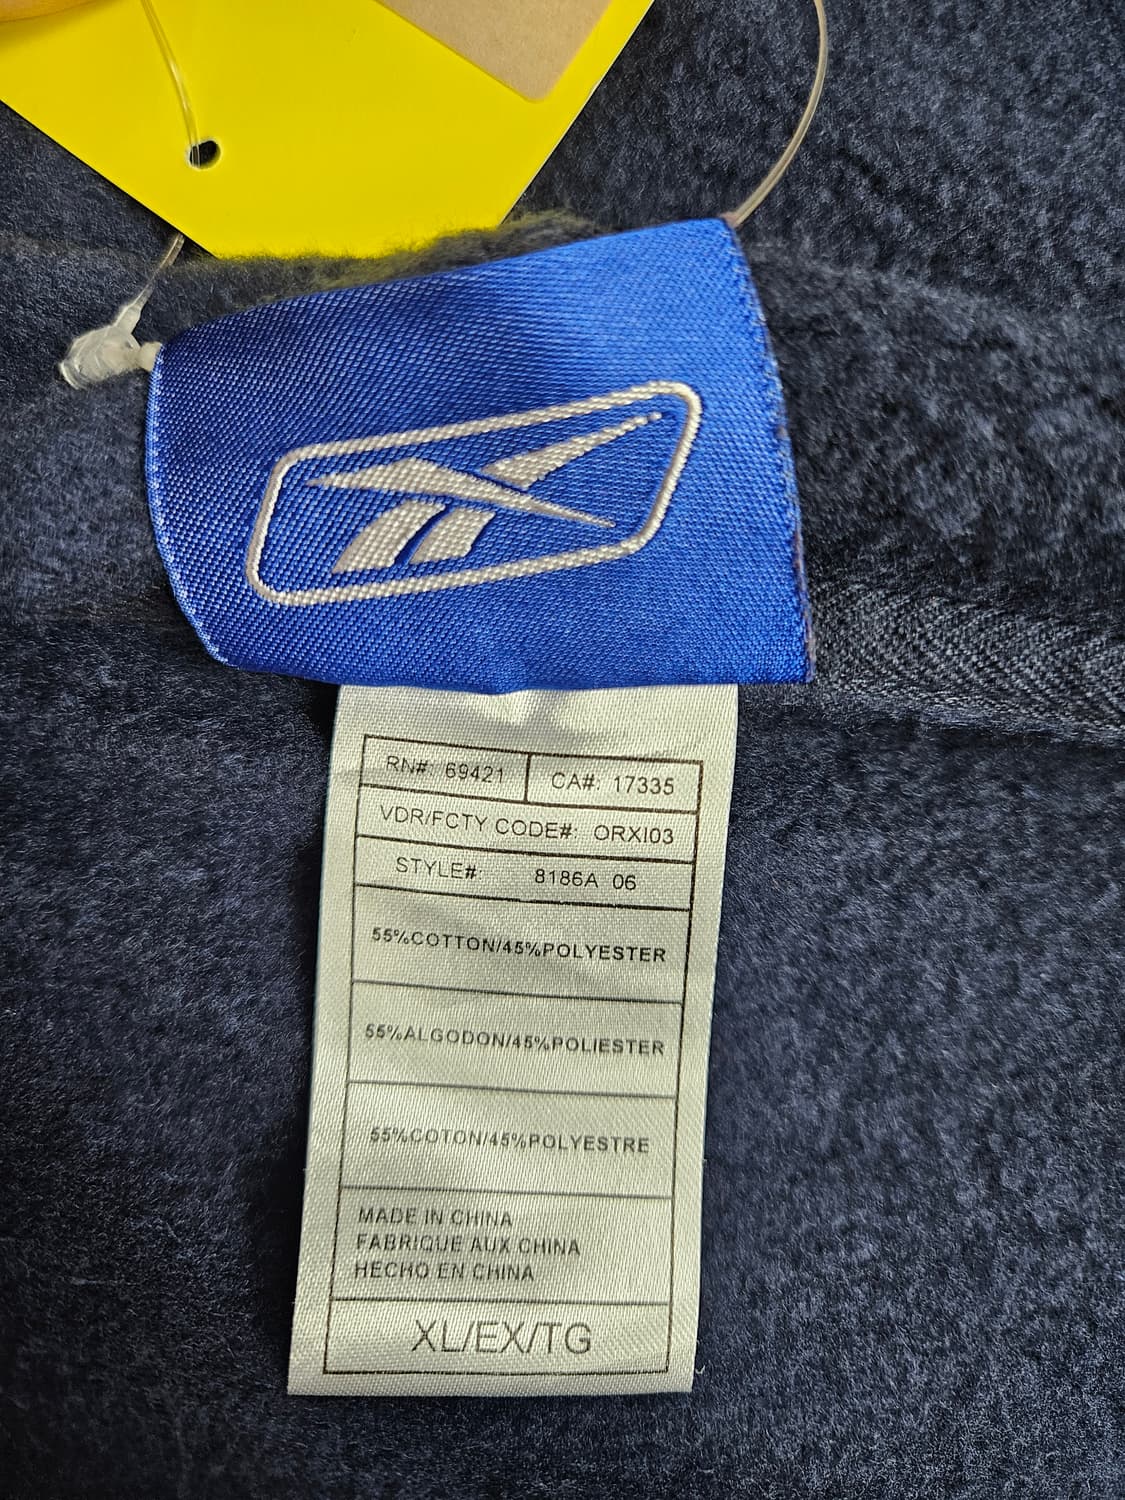 RN#: 69421 CA#: 17335
VDR/FCTY CODE#: ORXI03
STYLE#: 8186A 06
55%COTTON/45%POLYESTER
55%ALGODON/45%POLIESTER
55%COTON/45%POLYESTRE
MADE IN CHINA
FABRIQUE AUX CHINA
HECHO EN CHINA
XL/EX/TG